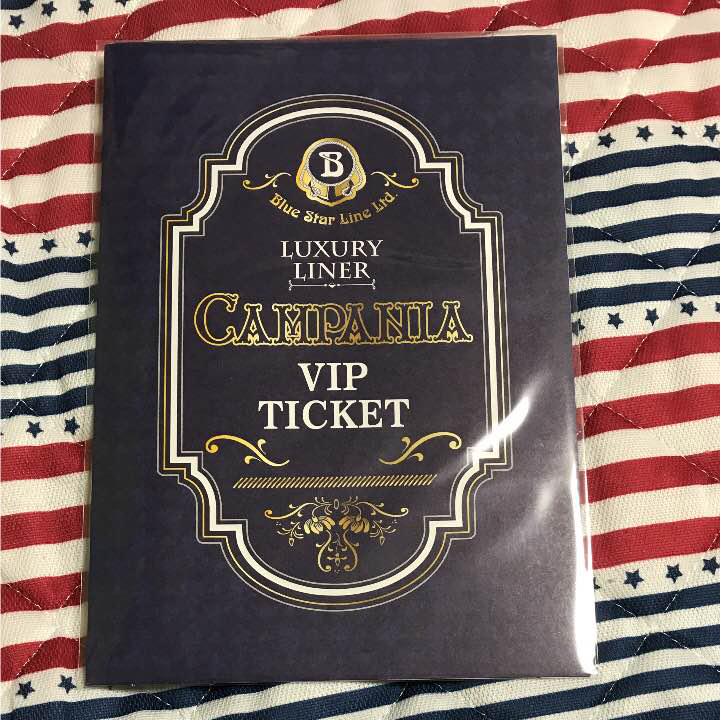 B
Blue Star Line Ltd.
LUXURY
LINER
CAMPANIA
VIP
TICKET